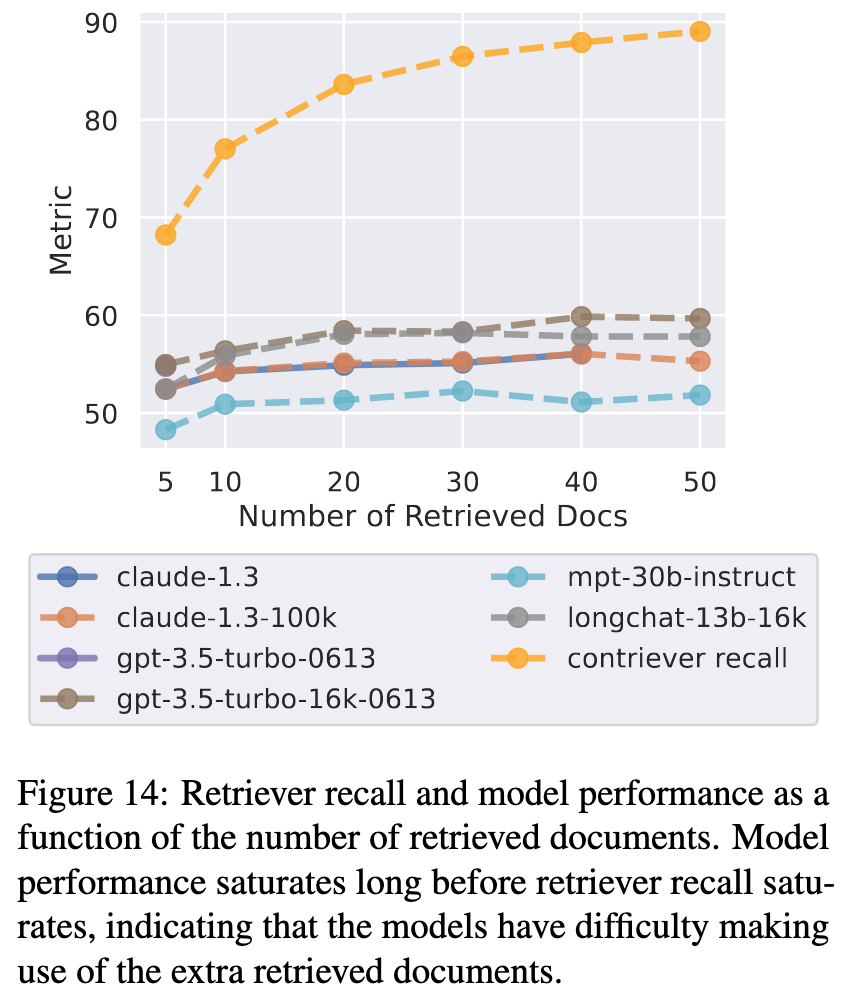 90
80
70
60
50
Metric
5 10 20 30 40 50
Number of Retrieved Docs
claude-1.3
claude-1.3-100k
gpt-3.5-turbo-0613
gpt-3.5-turbo-16k-0613
mpt-30b-instruct
longchat-13b-16k
contriever recall
Figure 14: Retriever recall and model performance as a
function of the number of retrieved documents. Model
performance saturates long before retriever recall satu-
rates, indicating that the models have difficulty making
use of the extra retrieved documents.